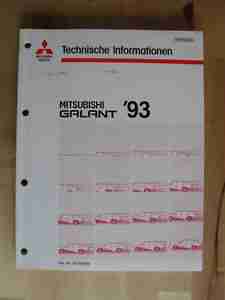 Technische Informationen
MITSUBISHI
MOTORS
MITSUBISHI
GALANT '93